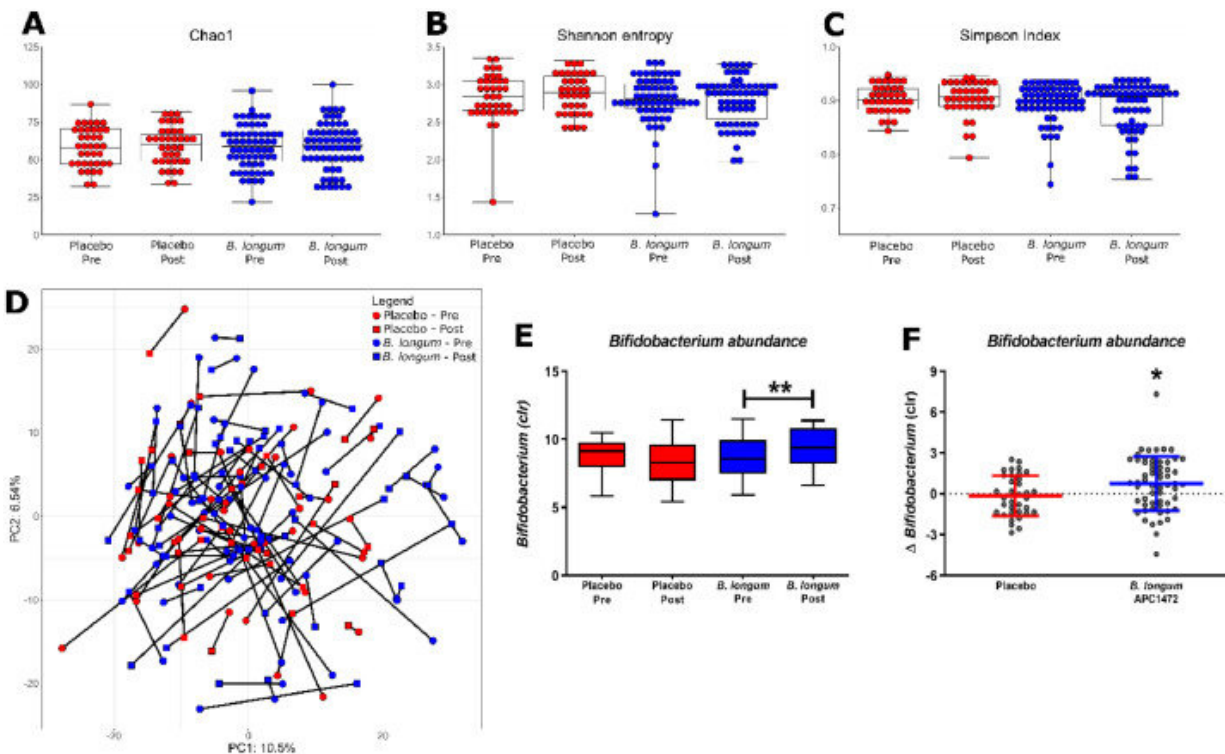 A
Chao1
125
100
75
50
25
0
Placebo Pre
Placebo Post
B. longum Pre
B. longum Post
B
Shannon entropy
3.5
3.0
2.5
2.0
1.5
1.0
Placebo Pre
Placebo Post
B. longum Pre
B. longum Post
C
Simpson Index
1.0
0.9
0.8
0.7
Placebo Pre
Placebo Post
B. longum Pre
B. longum Post
D
Legend
Placebo - Pre
Placebo - Post
B. longum - Pre
B. longum - Post
PC2: 6.54%
20
10
0
-10
-20
-20
0
20
PC1: 10.5%
E
Bifidobacterium abundance
Bifidobacterium (clr)
15
10
5
0
**
Placebo Pre
Placebo Post
B. longum Pre
B. longum Post
F
Bifidobacterium abundance
Δ Bifidobacterium (clr)
9
6
3
0
-3
-6
*
Placebo
B. longum
APC1472